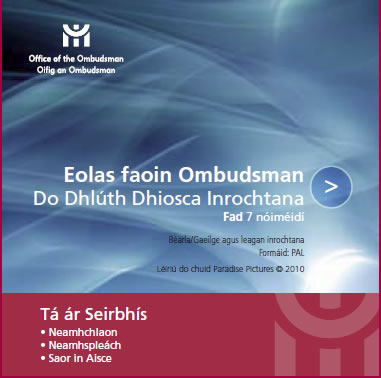 Office of the Ombudsman
Oifig an Ombudsman
Eolas faoin Ombudsman
Do Dhlúth Dhiosca Inrochtana
Fad 7 nóiméidí
Béarla/Gaeilge agus leagan inrochtana
Formáid: PAL
Léiriú do chuid Paradise Pictures © 2010
Tá ár Seirbhís
• Neamhchlaon
• Neamhspleách
• Saor in Aisce